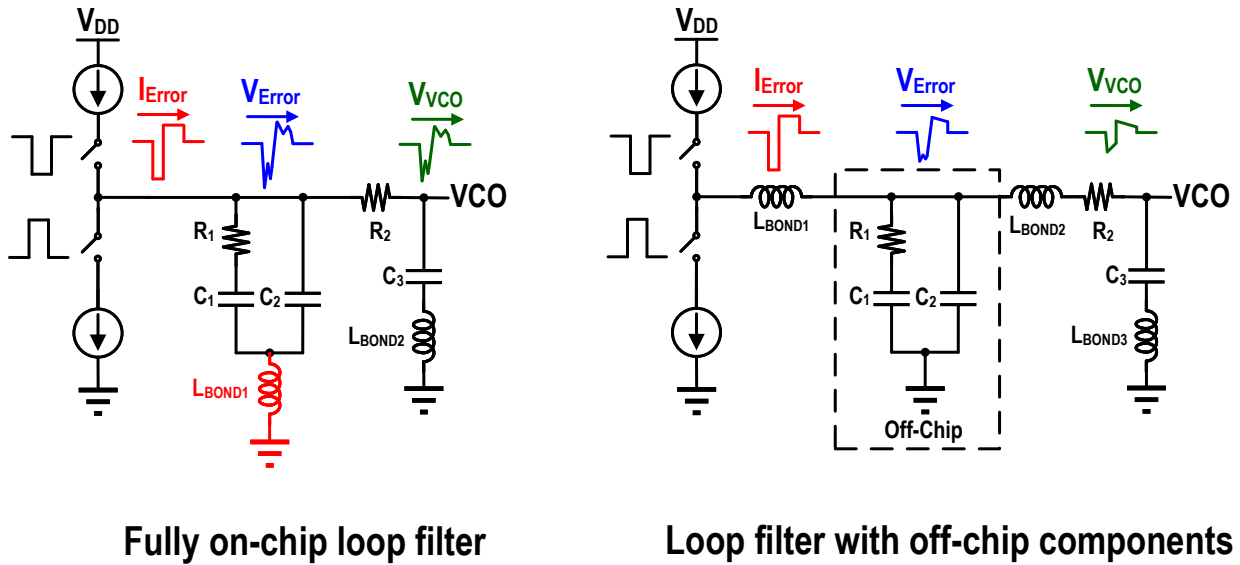 VDD
IError
VError
VVCO
VCO
R1
R2
C1
C2
C3
LBOND2
LBOND1
Fully on-chip loop filter
VDD
IError
VError
VVCO
VCO
LBOND1
R1
LBOND2
R2
C1
C2
C3
LBOND3
Off-Chip
Loop filter with off-chip components